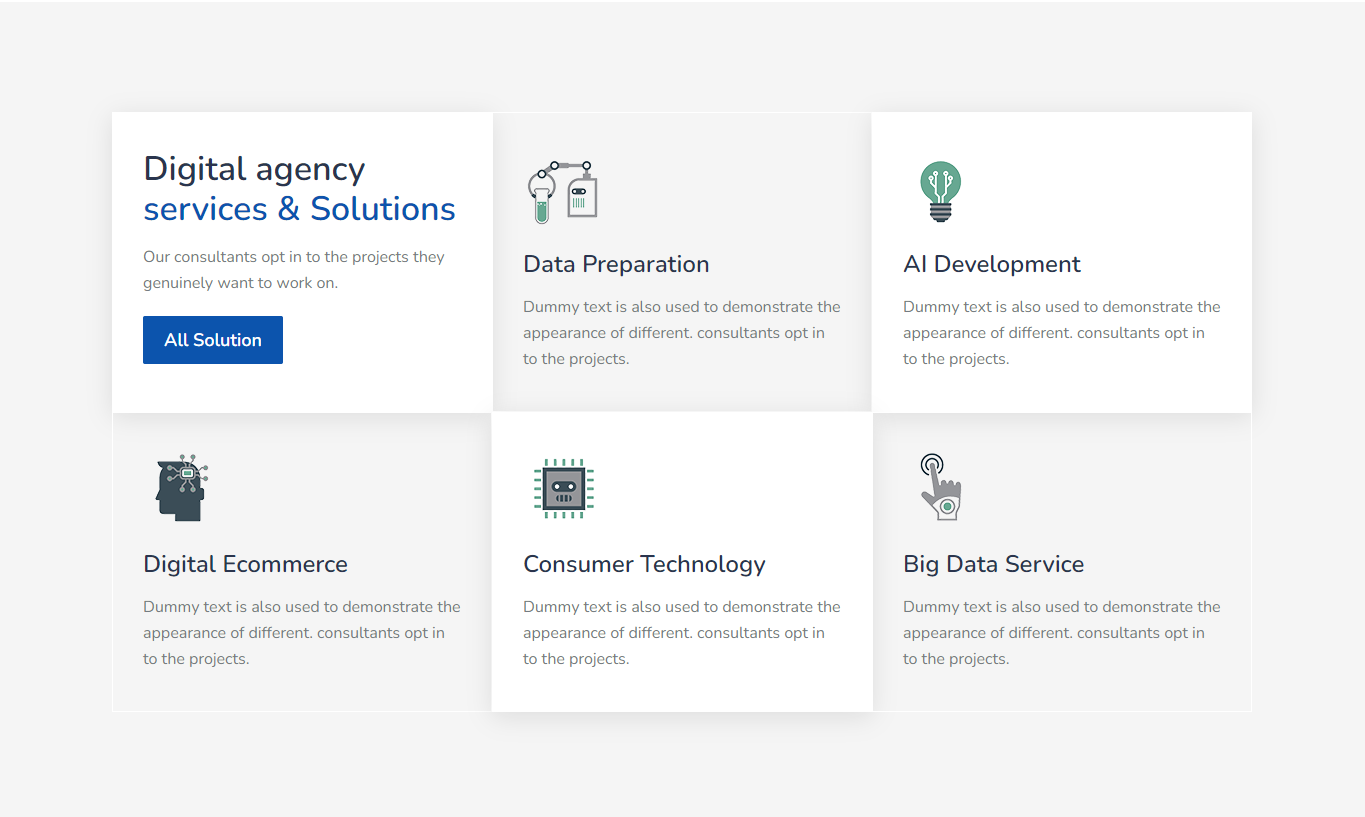 Digital agency
services & Solutions
Our consultants opt in to the projects they
genuinely want to work on.
All Solution
Data Preparation
Dummy text is also used to demonstrate the
appearance of different. consultants opt in
to the projects.
AI Development
Dummy text is also used to demonstrate the
appearance of different. consultants opt in
to the projects.
Digital Ecommerce
Dummy text is also used to demonstrate the
appearance of different. consultants opt in
to the projects.
Consumer Technology
Dummy text is also used to demonstrate the
appearance of different. consultants opt in
to the projects.
Big Data Service
Dummy text is also used to demonstrate the
appearance of different. consultants opt in
to the projects.